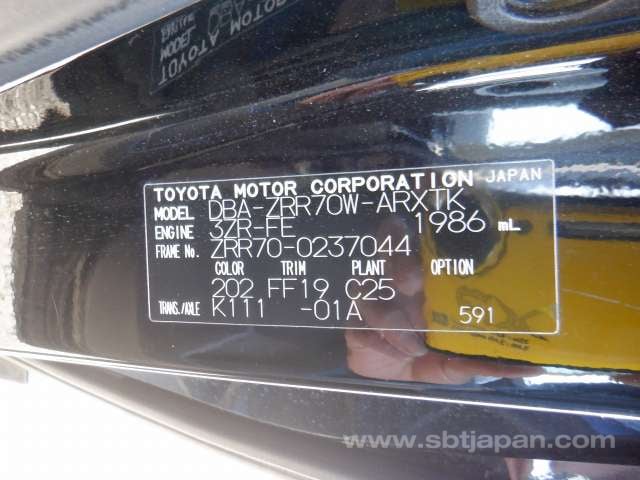 TOYOTA MOTOR CORPORATION JAPAN
MODEL DBA-ZRR70W-ARXTK
ENGINE 3ZR-FE 1986 mL
FRAME No. ZRR70-0237044
COLOR TRIM PLANT OPTION
202 FF19 C25
TRANS./AXLE K111 -01A 591
www.sbtjapan.com